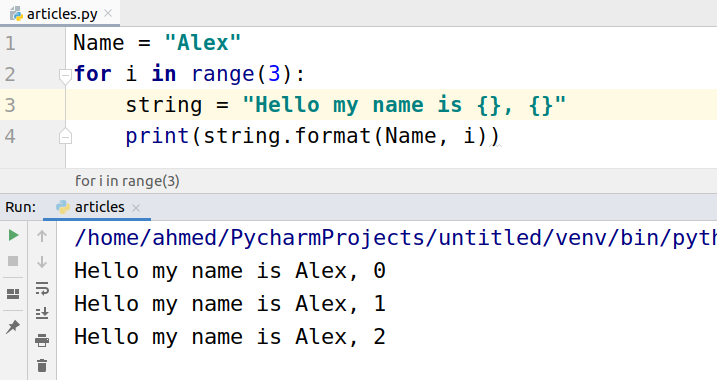 articles.py
1 Name = "Alex"
2 for i in range(3):
3     string = "Hello my name is {}, {}"
4     print(string.format(Name, i))
for i in range(3)
Run: articles
/home/ahmed/PycharmProjects/untitled/venv/bin/pyth
Hello my name is Alex, 0
Hello my name is Alex, 1
Hello my name is Alex, 2